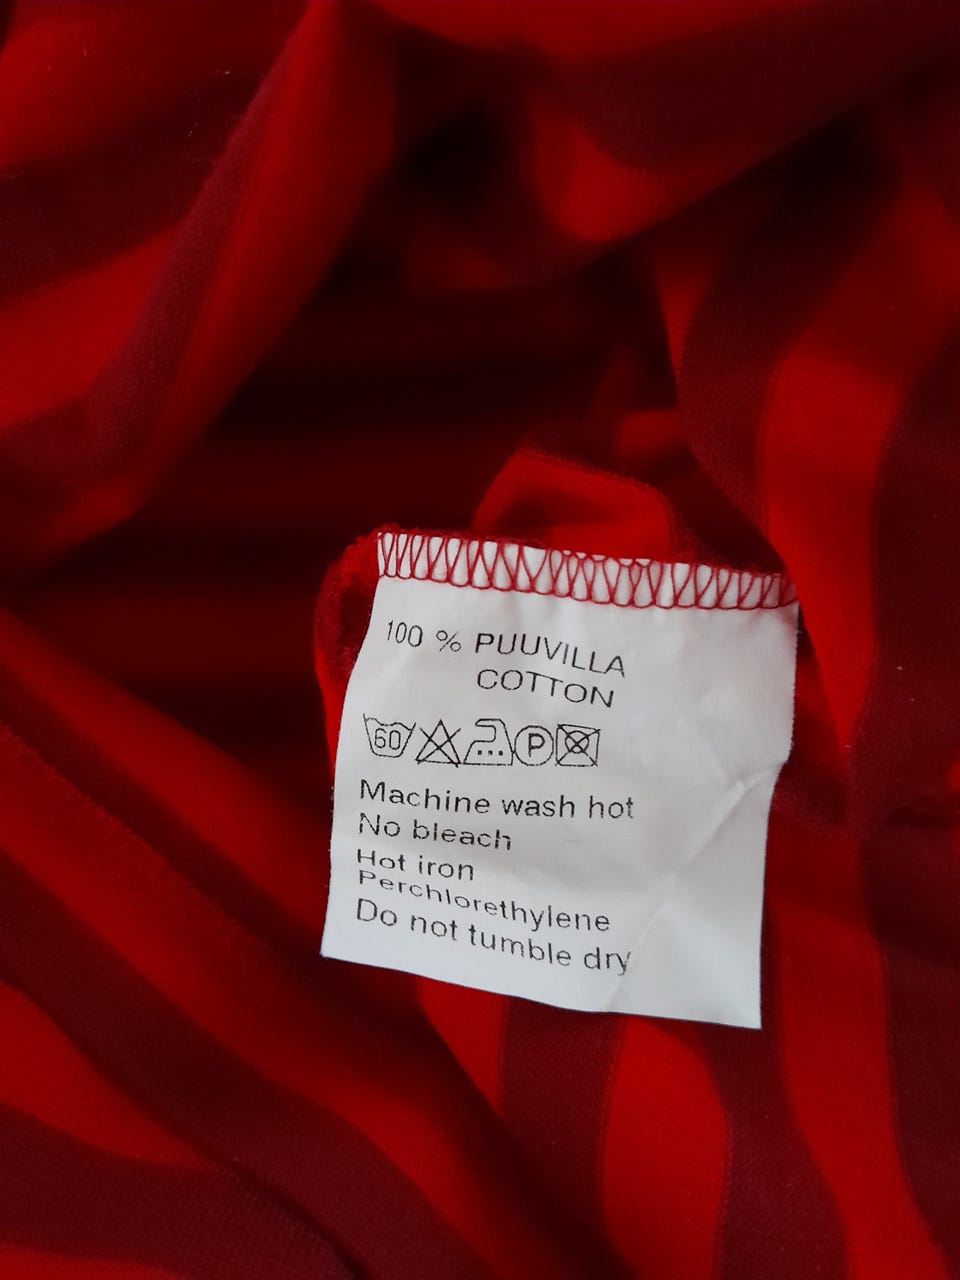 100 % PUUVILLA
COTTON
60 P
Machine wash hot
No bleach
Hot iron
Perchlorethylene
Do not tumble dry